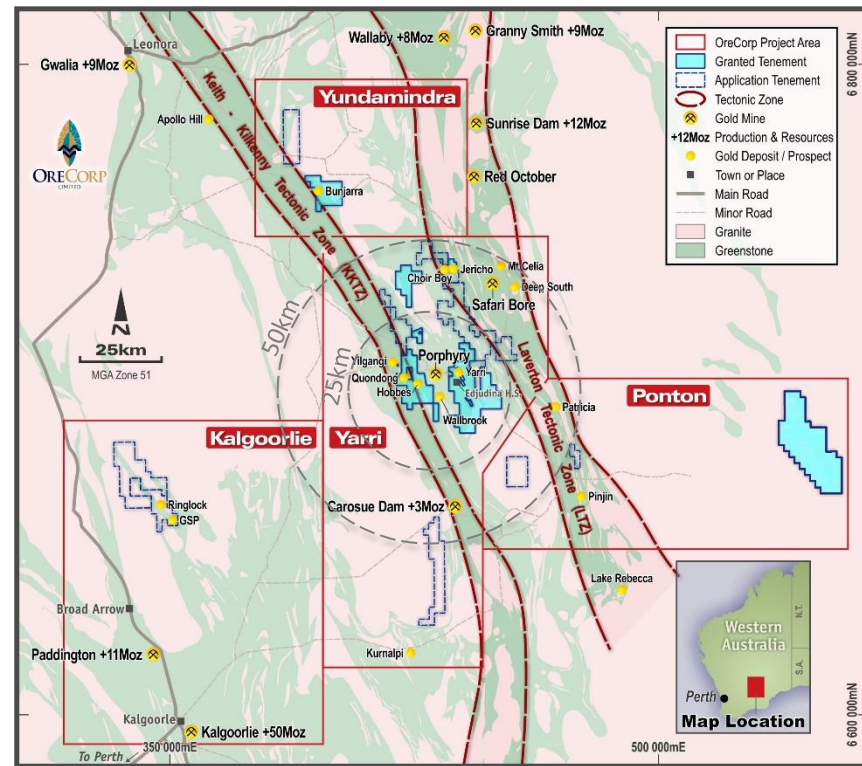 Leonora
Gwalia +9Moz
Wallaby +8Moz
Granny Smith +9Moz
6 800 000mN
ORECORP
LIMITED
Apollo Hill
Keith - Kilkenny Tectonic Zone (KKTZ)
Yundamindra
Sunrise Dam +12Moz
Red October
Bunjarra
OreCorp Project Area
Granted Tenement
Application Tenement
Tectonic Zone
Gold Mine
+12Moz Production & Resources
Gold Deposit / Prospect
Town or Place
Main Road
Minor Road
Granite
Greenstone
N
25km
MGA Zone 51
50km
25km
Choir Boy
Jericho
Mt Celia
Deep South
Safari Bore
Laverton Tectonic Zone (LTZ)
Yilgangi
Porphyry
Quondong
Yarri
Hobbes
Edjudina H.S.
Wallbrook
Patricia
Ponton
Kalgoorlie
Yarri
Ringlock
GSP
Carosue Dam +3Moz
Pinjin
Lake Rebecca
Broad Arrow
Paddington +11Moz
Kurnalpi
Kalgoorlie
Kalgoorlie +50Moz
To Perth
350 000mE
500 000mE
6 600 000mN
Western
Australia
N.T.
S.A.
Perth
Map Location